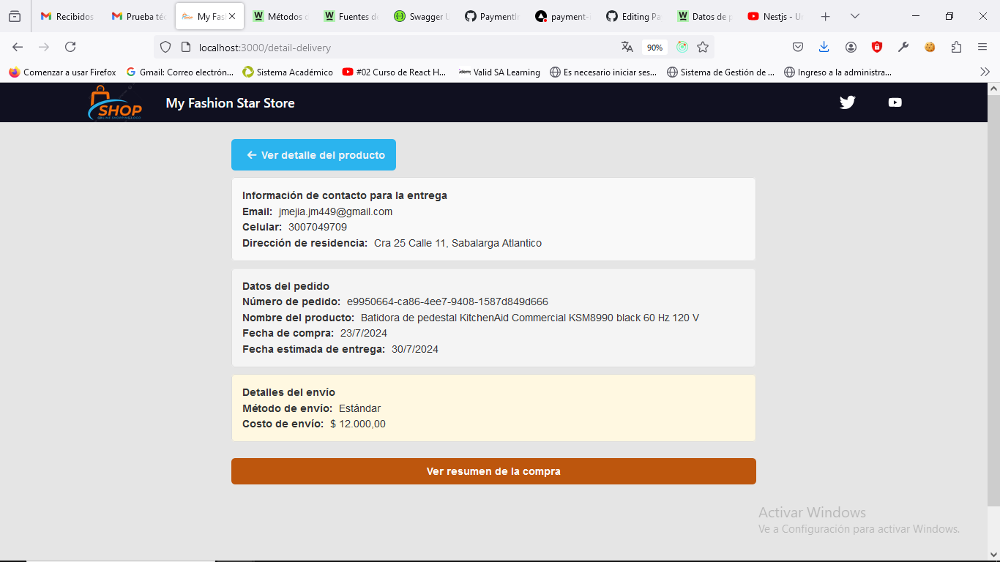 Recibidos
Prueba téc
My Fash
Métodos d
Fuentes de
Swagger U
PaymentIn
payment-
Editing Pa
Datos de p
Nestjs - Un
localhost:3000/detail-delivery
90%
Comenzar a usar Firefox
Gmail: Correo electrón...
Sistema Académico
#02 Curso de React H...
Valid SA Learning
Es necesario iniciar ses...
Sistema de Gestión de ...
Ingreso a la administra...
SHOP
My Fashion Star Store
Ver detalle del producto
Información de contacto para la entrega
Email: jmejia.jm449@gmail.com
Celular: 3007049709
Dirección de residencia: Cra 25 Calle 11, Sabalarga Atlantico
Datos del pedido
Número de pedido: e9950664-ca86-4ee7-9408-1587d849d666
Nombre del producto: Batidora de pedestal KitchenAid Commercial KSM8990 black 60 Hz 120 V
Fecha de compra: 23/7/2024
Fecha estimada de entrega: 30/7/2024
Detalles del envío
Método de envío: Estándar
Costo de envío: $ 12.000,00
Ver resumen de la compra
Activar Windows
Ve a Configuración para activar Windows.